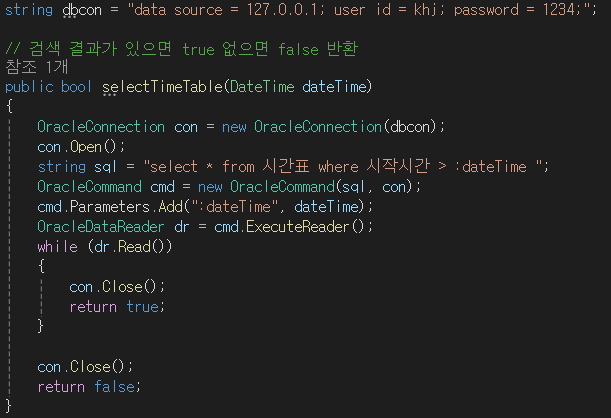 string dbcon = "data source = 127.0.0.1; user id = khj; password = 1234;";
// 검색 결과가 있으면 true 없으면 false 반환
참조 1개
public bool selectTimeTable(DateTime dateTime)
{
OracleConnection con = new OracleConnection(dbcon);
con.Open();
string sql = "select * from 시간표 where 시작시간 > :dateTime ";
OracleCommand cmd = new OracleCommand(sql, con);
cmd.Parameters.Add(":dateTime", dateTime);
OracleDataReader dr = cmd.ExecuteReader();
while (dr.Read())
{
con.Close();
return true;
}
con.Close();
return false;
}